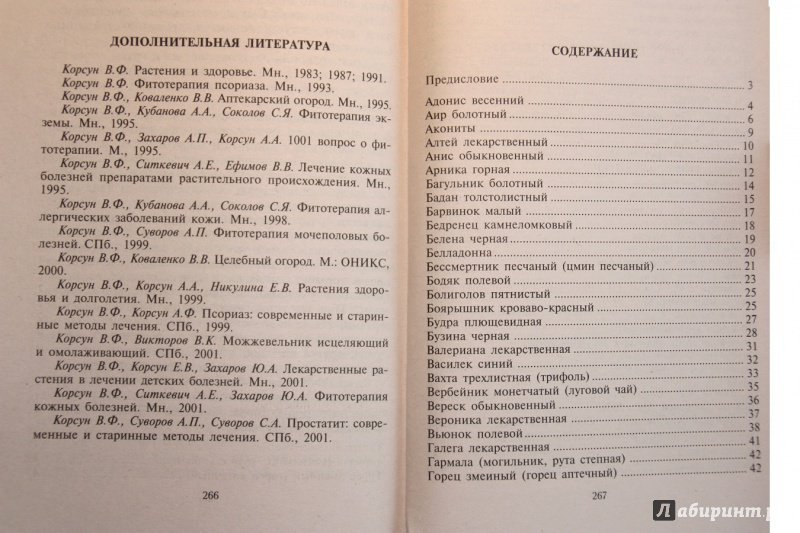 ДОПОЛНИТЕЛЬНАЯ ЛИТЕРАТУРА
Корсун В.Ф. Растения и здоровье. Мн., 1983; 1987; 1991.
Корсун В.Ф. Фитотерапия псориаза. Мн., 1993.
Корсун В.Ф., Коваленко В.В. Аптекарский огород. Мн., 1995.
Корсун В.Ф., Кубанова А.А., Соколов С.Я. Фитотерапия эк-
земы. Мн., 1995.
Корсун В.Ф., Захаров А.П., Корсун А.А. 1001 вопрос о фи-
тотерапии. М., 1995.
Корсун В.Ф., Ситкевич А.Е., Ефимов В.В. Лечение кожных
болезней препаратами растительного происхождения. Мн.,
1995.
Корсун В.Ф., Кубанова А.А., Соколов С.Я. Фитотерапия ал-
лергических заболеваний кожи. Мн., 1998.
Корсун В.Ф., Суворов А.П. Фитотерапия мочеполовых бо-
лезней. СПб., 1999.
Корсун В.Ф., Коваленко В.В. Целебный огород. М.: ОНИКС,
2000.
Корсун В.Ф., Корсун А.А., Никулина Е.В. Растения здоро-
вья и долголетия. Мн., 1999.
Корсун В.Ф., Корсун А.Ф. Псориаз: современные и старин-
ные методы лечения. СПб., 1999.
Корсун В.Ф., Викторов В.К. Можжевельник исцеляющий
и омолаживающий. СПб., 2001.
Корсун В.Ф., Корсун Е.В., Захаров Ю.А. Лекарственные ра-
стения в лечении детских болезней. Мн., 2001.
Корсун В.Ф., Ситкевич А.Е., Захаров Ю.А. Фитотерапия
кожных болезней. Мн., 2001.
Корсун В.Ф., Суворов А.П., Суворов С.А. Простатит: совре-
менные и старинные методы лечения. СПб., 2001.
266
СОДЕРЖАНИЕ
Предисловие 3
Адонис весенний 4
Аир болотный 6
Акониты 9
Алтей лекарственный 10
Анис обыкновенный 11
Арника горная 12
Багульник болотный 14
Бадан толстолистный 15
Барвинок малый 17
Бедренец камнеломковый 18
Белена черная 19
Белладонна 20
Бессмертник песчаный (цмин песчаный) 21
Бодяк полевой 23
Болиголов пятнистый 25
Боярышник кроваво-красный 25
Будра плющевидная 27
Бузина черная 28
Валериана лекарственная 31
Василек синий 32
Вахта трехлистная (трифоль) 33
Вербейник монетчатый (луговой чай) 35
Вереск обыкновенный 36
Вероника лекарственная 37
Вьюнок полевой 38
Галега лекарственная 41
Гармала (могильник, рута степная) 42
Горец змеиный (горец аптечный) 42
267
Лабиринт.р